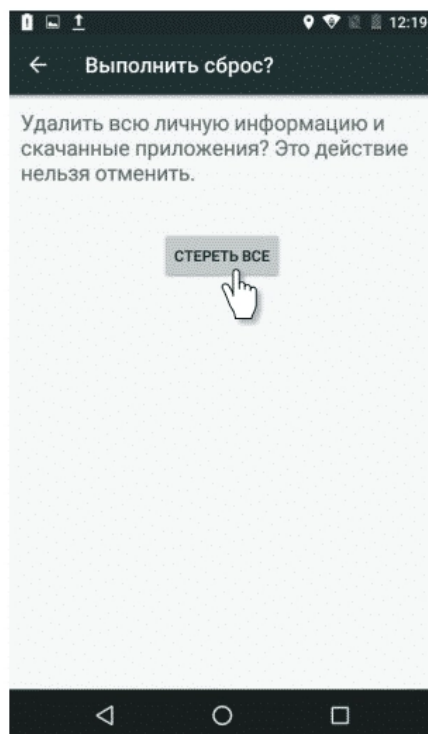 12:19
Выполнить сброс?
Удалить всю личную информацию и
скачанные приложения? Это действие
нельзя отменить.
СТЕРЕТЬ ВСЕ